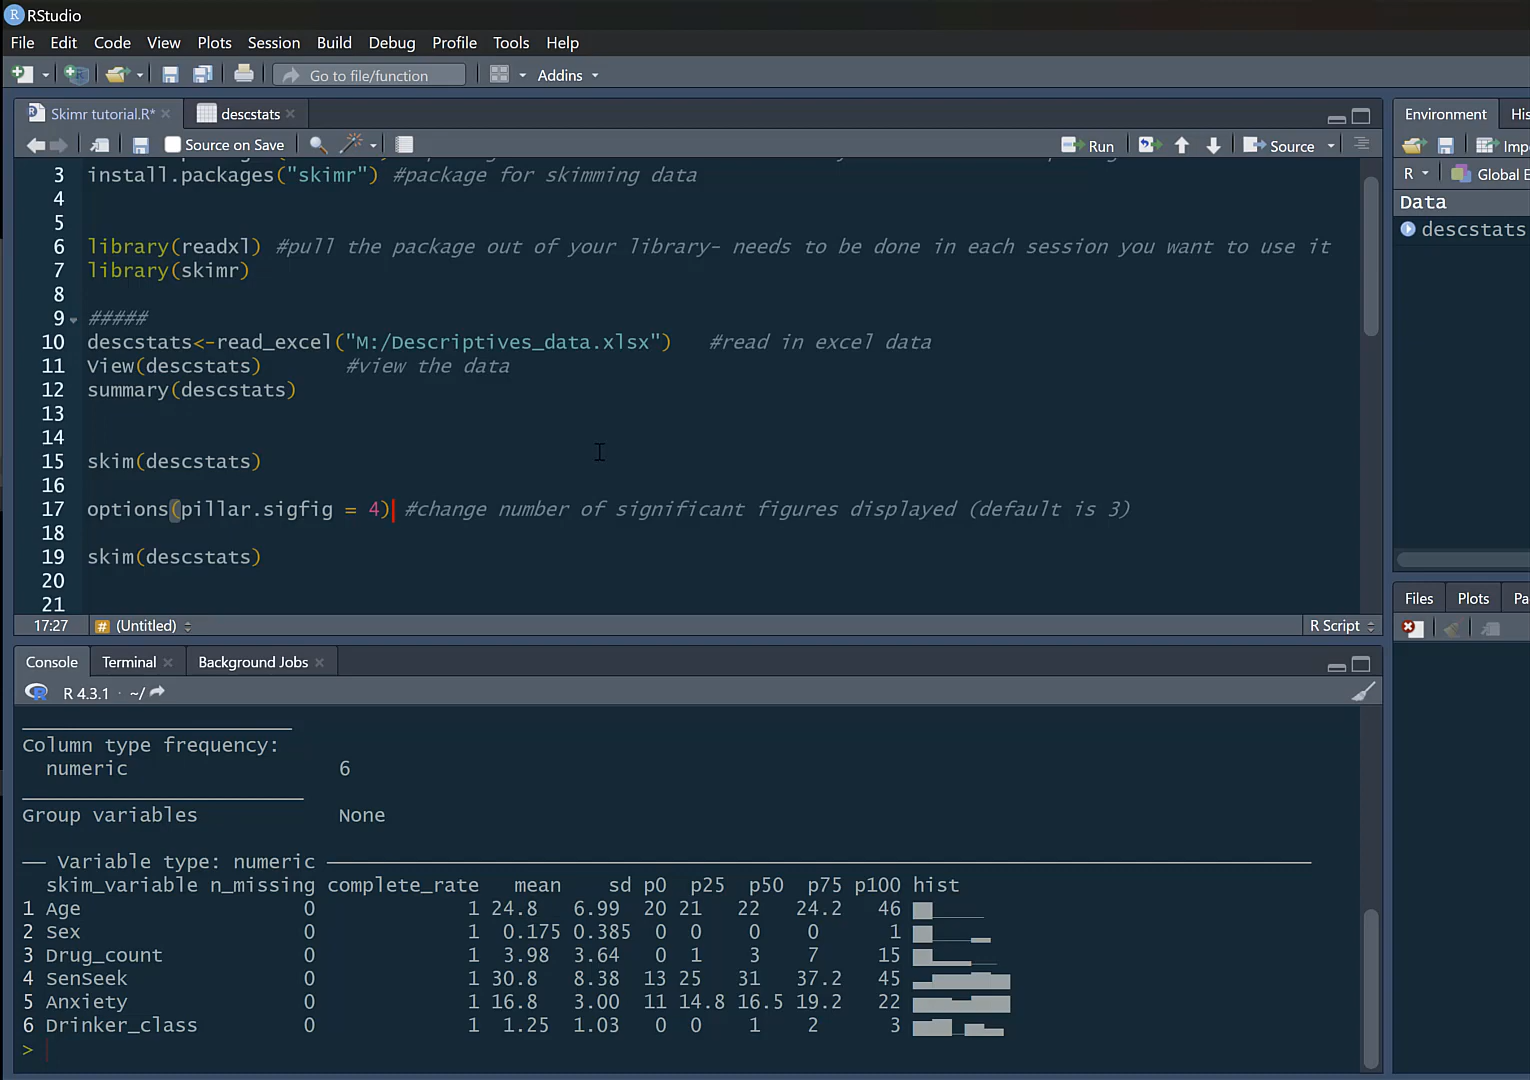 RStudio
File Edit Code View Plots Session Build Debug Profile Tools Help
Go to file/function Addins
Skimr tutorial.R* descstats
Source on Save Run Source
3 install.packages("skimr") #package for skimming data
4
5
6 library(readxl) #pull the package out of your library- needs to be done in each session you want to use it
7 library(skimr)
8
9 #####
10 descstats<-read_excel("M:/Descriptives_data.xlsx") #read in excel data
11 View(descstats) #view the data
12 summary(descstats)
13
14
15 skim(descstats)
16
17 options(pillar.sigfig = 4) #change number of significant figures displayed (default is 3)
18
19 skim(descstats)
20
21
17:27 # (Untitled) R Script
Console Terminal Background Jobs
R 4.3.1 · ~/
Column type frequency:
numeric 6
Group variables None
── Variable type: numeric ──
skim_variable n_missing complete_rate mean sd p0 p25 p50 p75 p100 hist
1 Age 0 1 24.8 6.99 20 21 22 24.2 46
2 Sex 0 1 0.175 0.385 0 0 0 0 1
3 Drug_count 0 1 3.98 3.64 0 1 3 7 15
4 SenSeek 0 1 30.8 8.38 13 25 31 37.2 45
5 Anxiety 0 1 16.8 3.00 11 14.8 16.5 19.2 22
6 Drinker_class 0 1 1.25 1.03 0 0 1 2 3
>
Environment His
Imp
R Global E
Data
descstats
Files Plots Pa